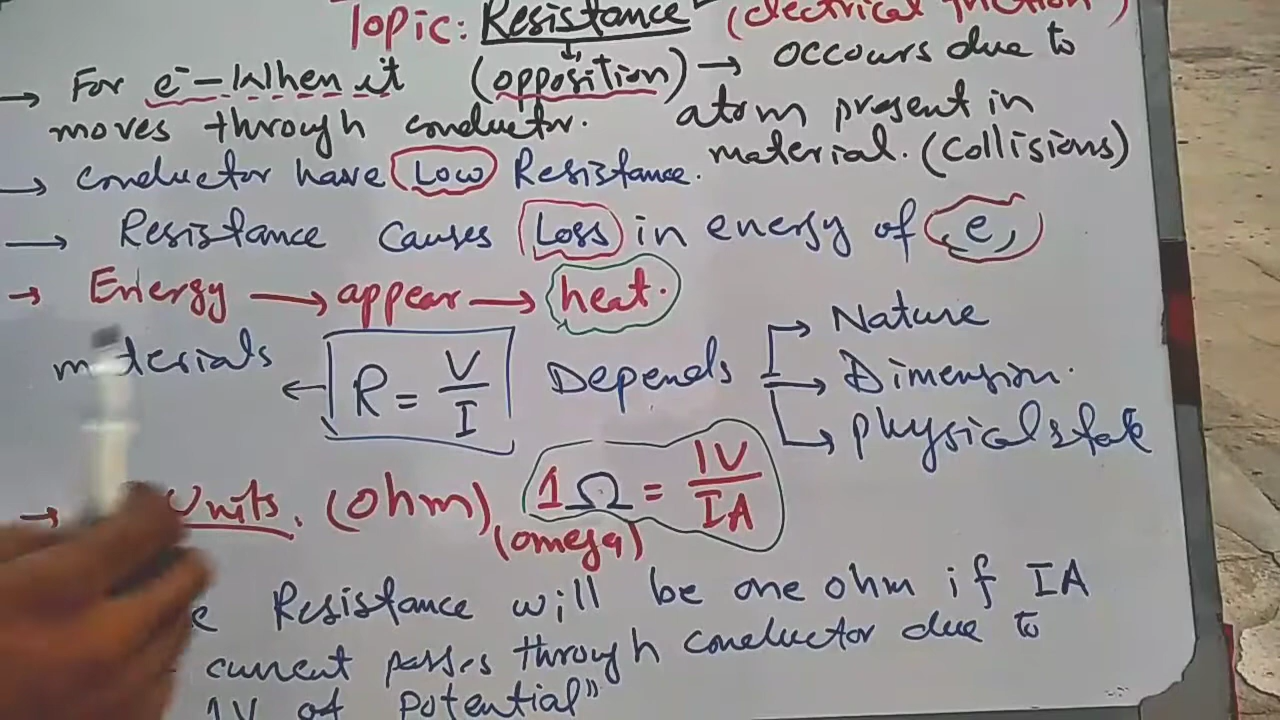 Topic: Resistance (electrical friction)
→ For e⁻ - When it (opposition) → occours due to
moves through conductor. atom present in
material. (Collisions)
→ conductor have Low Resistance.
→ Resistance causes Loss in energy of e,
→ Energy → appear → heat.
materials ← R = V/I Depends → Nature
→ Dimension.
→ physical state
→ Units. (Ohm) 1Ω = 1V/IA
(omega)
Resistance will be one ohm if IA
current passes through conductor due to
1V of potential"